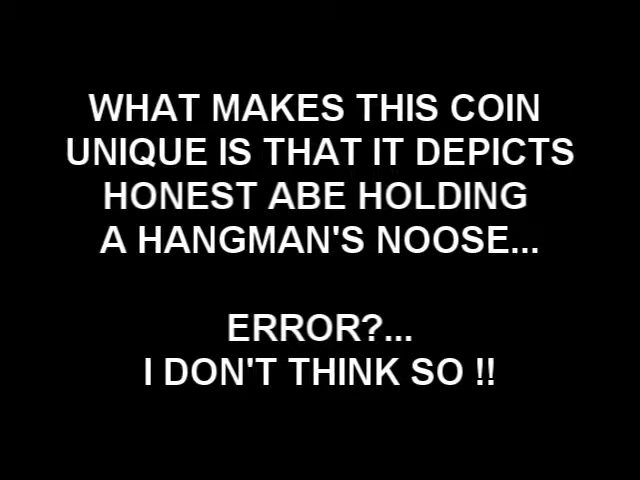 WHAT MAKES THIS COIN
UNIQUE IS THAT IT DEPICTS
HONEST ABE HOLDING
A HANGMAN'S NOOSE...
ERROR?...
I DON'T THINK SO !!